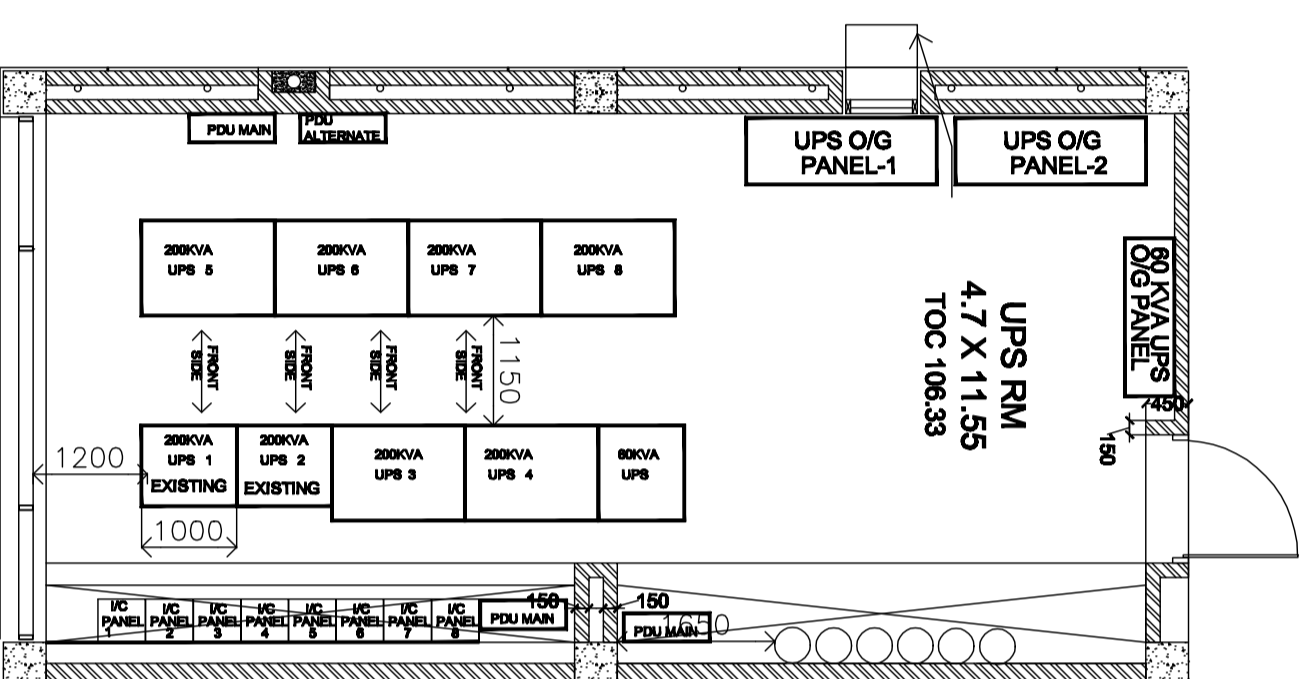 PDU MAIN
PDU
ALTERNATE
UPS O/G
PANEL-1
UPS O/G
PANEL-2
200KVA
UPS 5
200KVA
UPS 6
200KVA
UPS 7
200KVA
UPS 8
60 KVA UPS
O/G PANEL
UPS RM
4.7 X 11.55
TOC 106.33
FRONT
SIDE
FRONT
SIDE
FRONT
SIDE
FRONT
SIDE
1150
450
150
1200
200KVA
UPS 1
EXISTING
200KVA
UPS 2
EXISTING
200KVA
UPS 3
200KVA
UPS 4
60KVA
UPS
1000
I/C
PANEL
1
I/C
PANEL
2
I/C
PANEL
3
I/C
PANEL
4
I/C
PANEL
5
I/C
PANEL
6
I/C
PANEL
7
I/C
PANEL
8
PDU MAIN
150
150
PDU MAIN
1650